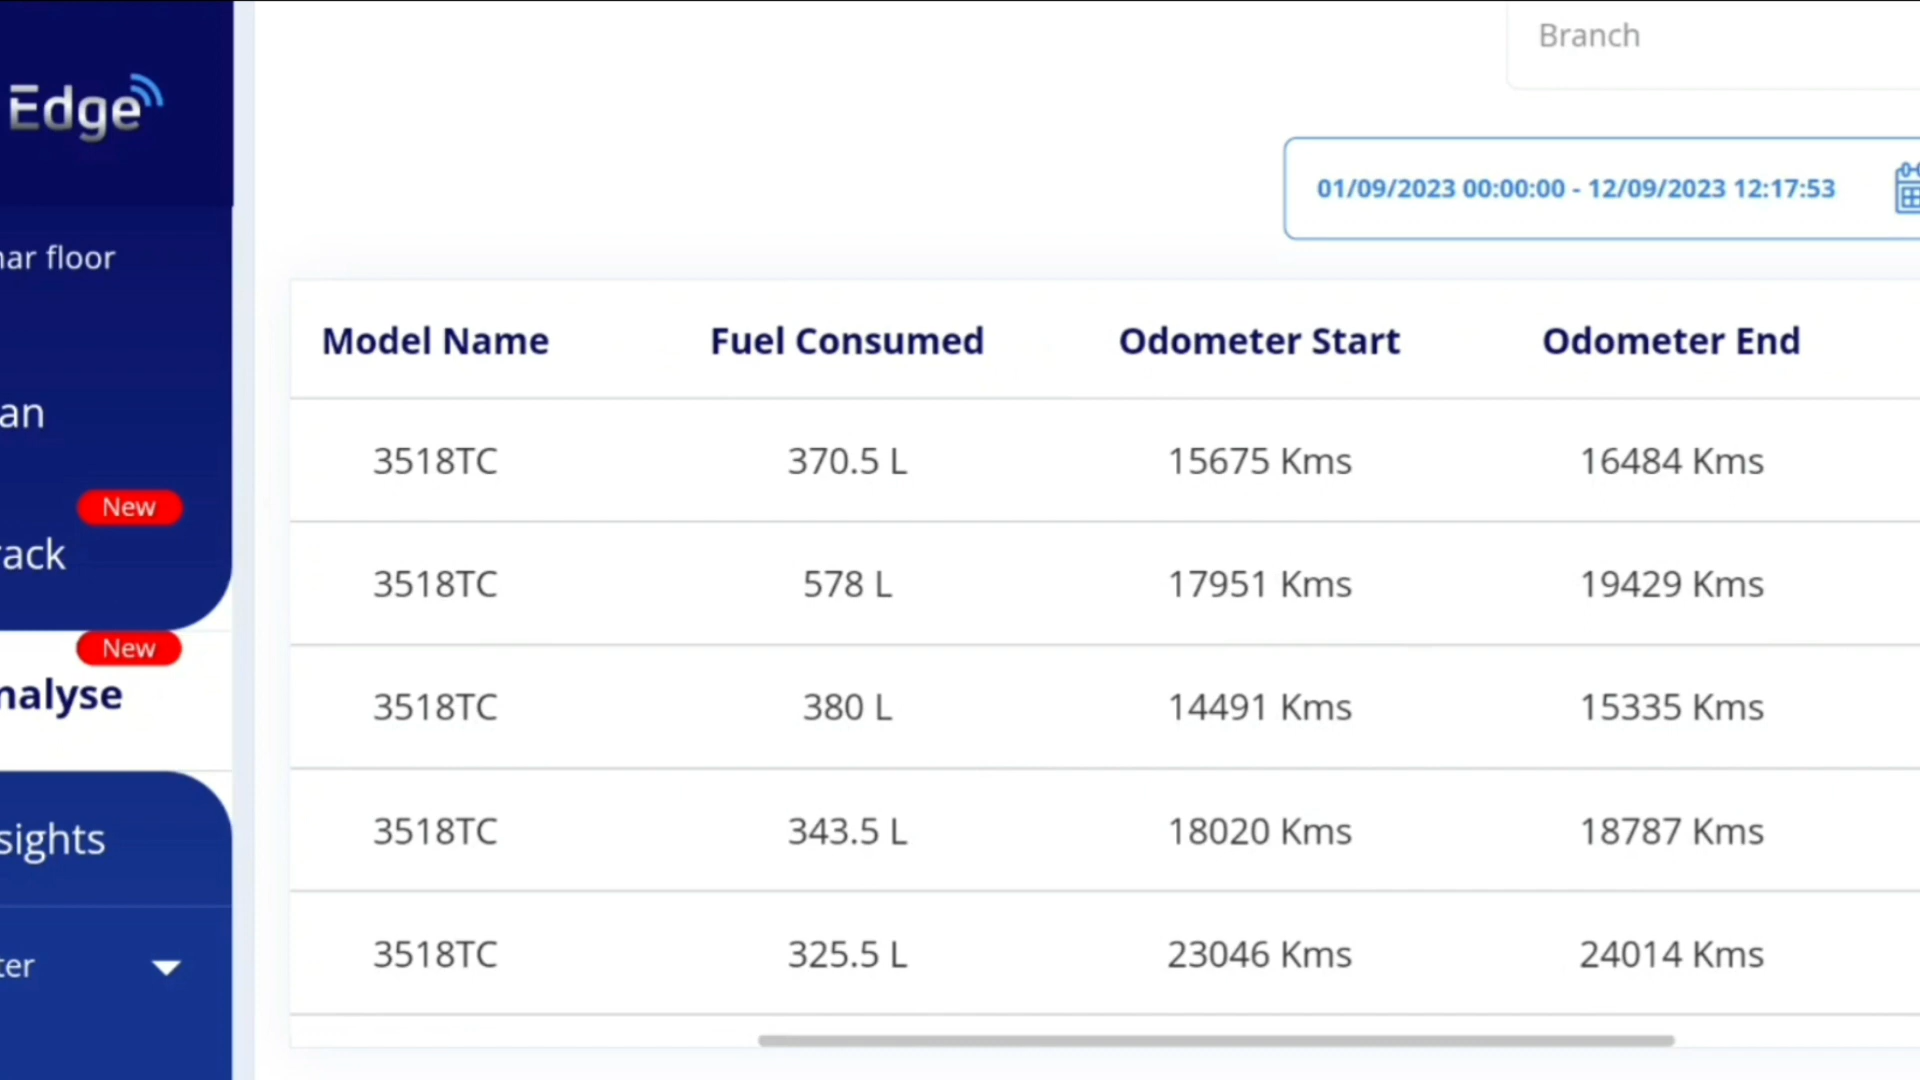 Branch
Edge
01/09/2023 00:00:00 - 12/09/2023 12:17:53
nar floor
Model Name Fuel Consumed Odometer Start Odometer End
an
3518TC 370.5 L 15675 Kms 16484 Kms
New
rack
3518TC 578 L 17951 Kms 19429 Kms
New
nalyse
3518TC 380 L 14491 Kms 15335 Kms
sights
3518TC 343.5 L 18020 Kms 18787 Kms
ter
3518TC 325.5 L 23046 Kms 24014 Kms